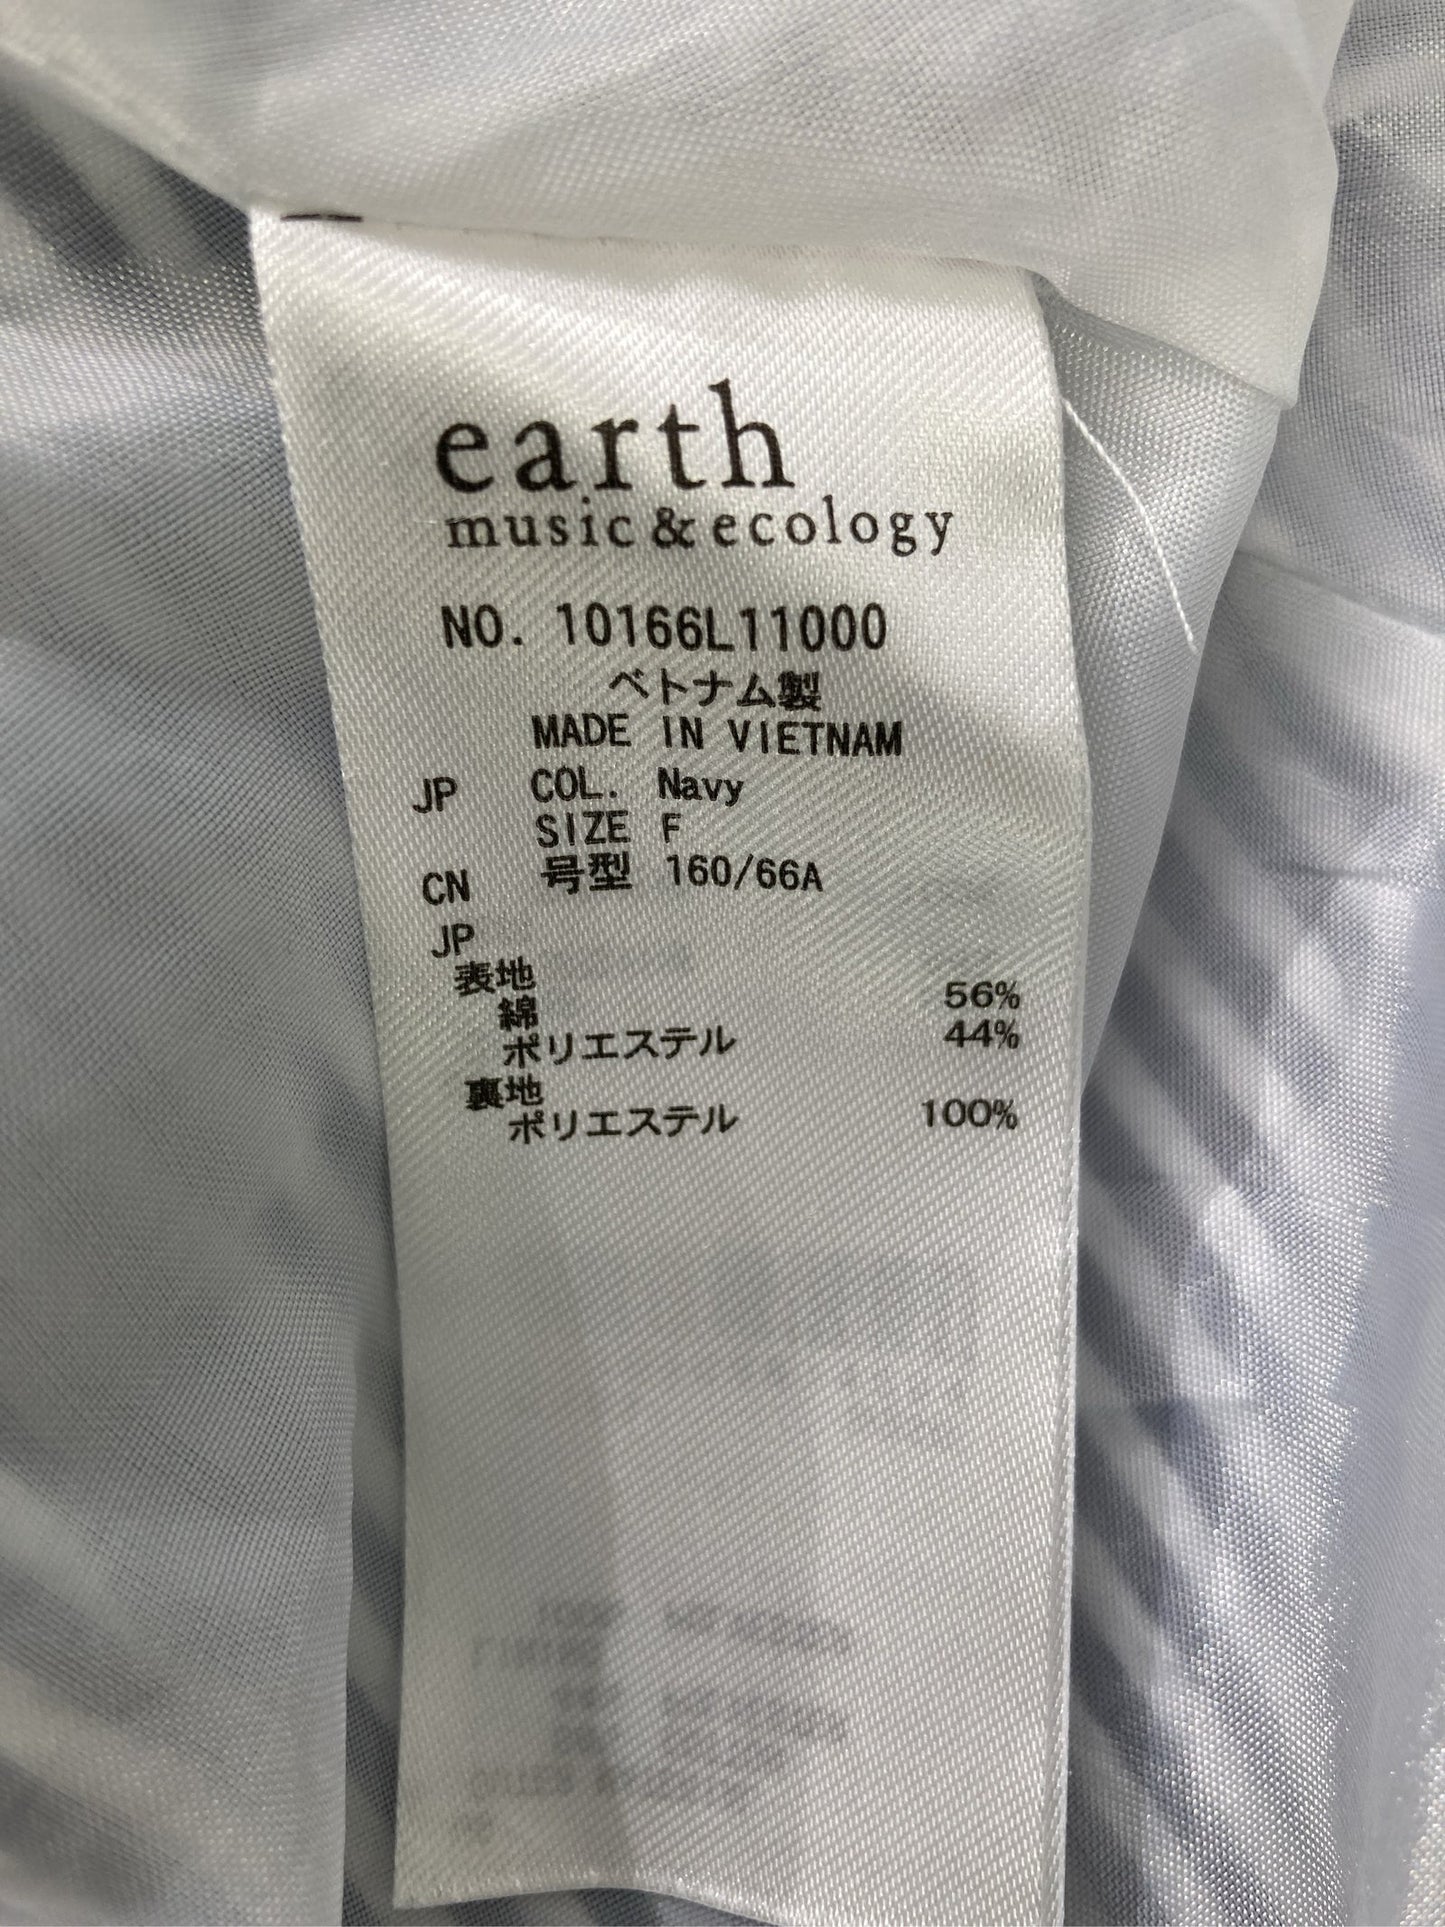 earth
music & ecology
NO. 10166L11000
ベトナム製
MADE IN VIETNAM
JP COL. Navy
SIZE F
CN 号型 160/66A
JP
表地
綿 56%
ポリエステル 44%
裏地
ポリエステル 100%